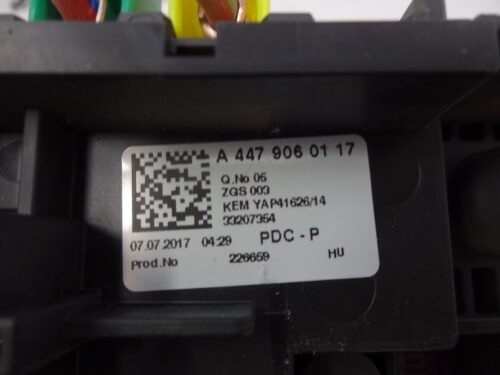 A 447 906 01 17
Q.No 05
ZGS 003
KEM YAP41626/14
33207354
07.07.2017 04:29 PDC - P
Prod.No 226659 HU